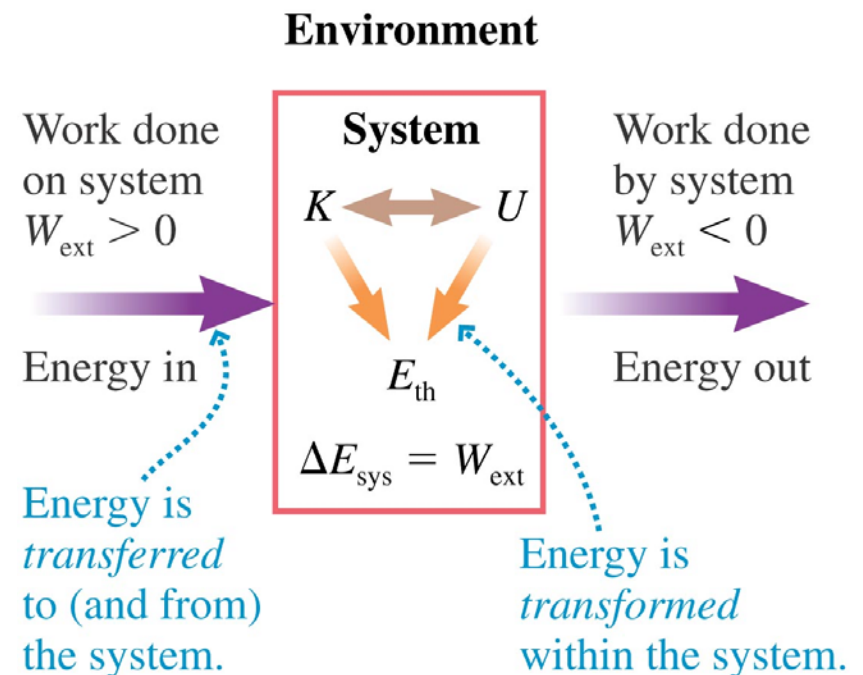 Environment
Work done
on system
W_ext > 0
Energy in
System
K
U
E_th
ΔE_sys = W_ext
Work done
by system
W_ext < 0
Energy out
Energy is
transferred
to (and from)
the system.
Energy is
transformed
within the system.